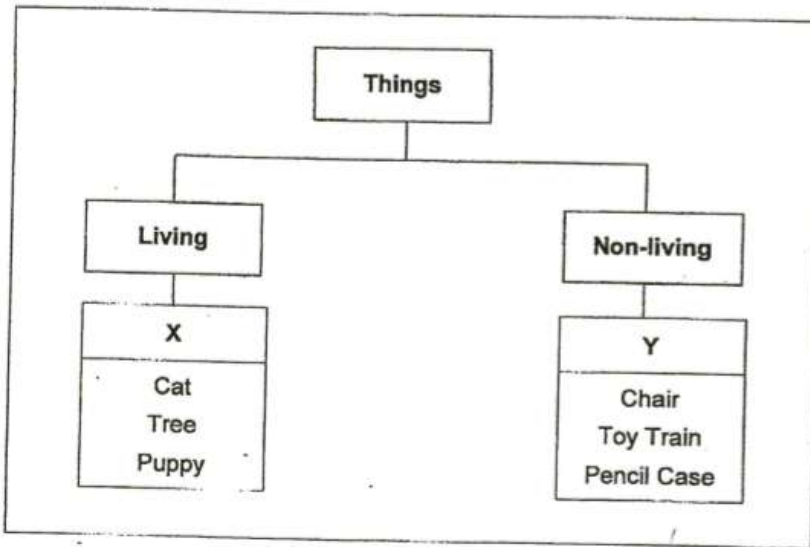 Things
Living
Non-living
X
Cat
Tree
Puppy
Y
Chair
Toy Train
Pencil Case